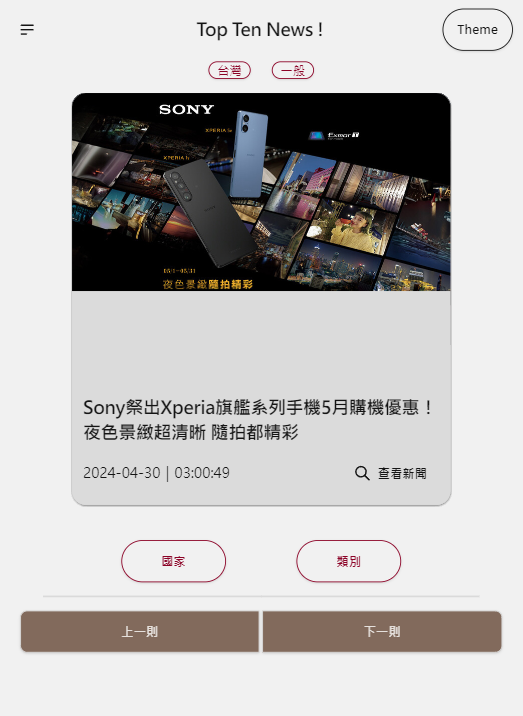 Top Ten News !
Theme
台灣
一般
SONY
XPERIA 5v
Exmor T
XPERIA 1v
05/1-05/31
夜色景緻隨拍精彩
Sony祭出Xperia旗艦系列手機5月購機優惠！
夜色景緻超清晰 隨拍都精彩
2024-04-30 | 03:00:49
查看新聞
國家
類別
上一則
下一則